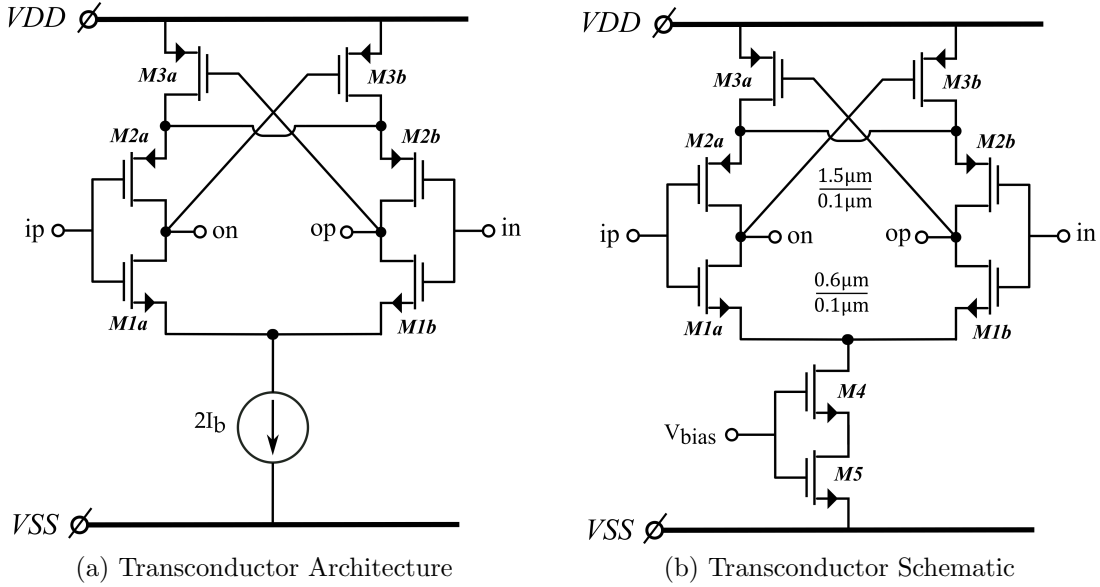 VDD
M3a
M3b
M2a
M2b
ip
on
op
in
M1a
M1b
2Ib
VSS
(a) Transconductor Architecture
VDD
M3a
M3b
M2a
M2b
1.5µm
0.1µm
ip
on
op
in
0.6µm
0.1µm
M1a
M1b
M4
Vbias
M5
VSS
(b) Transconductor Schematic